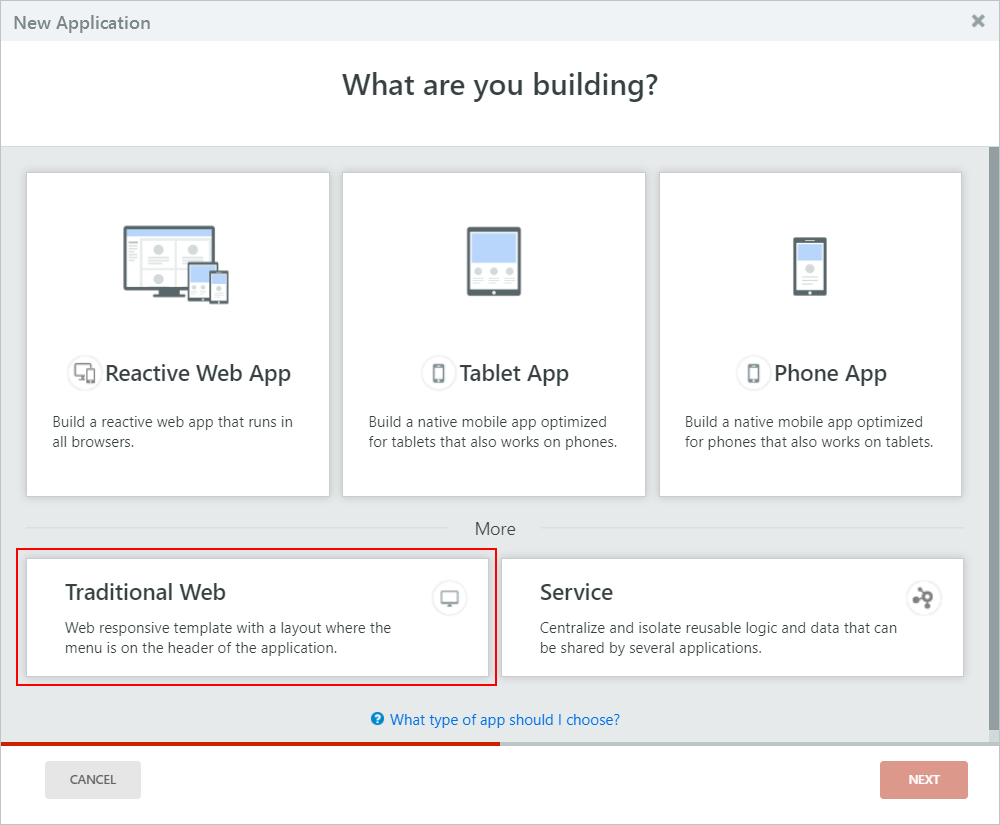 New Application
What are you building?
Reactive Web App
Build a reactive web app that runs in
all browsers.
Tablet App
Build a native mobile app optimized
for tablets that also works on phones.
Phone App
Build a native mobile app optimized
for phones that also works on tablets.
More
Traditional Web
Web responsive template with a layout where the
menu is on the header of the application.
Service
Centralize and isolate reusable logic and data that can
be shared by several applications.
What type of app should I choose?
CANCEL
NEXT